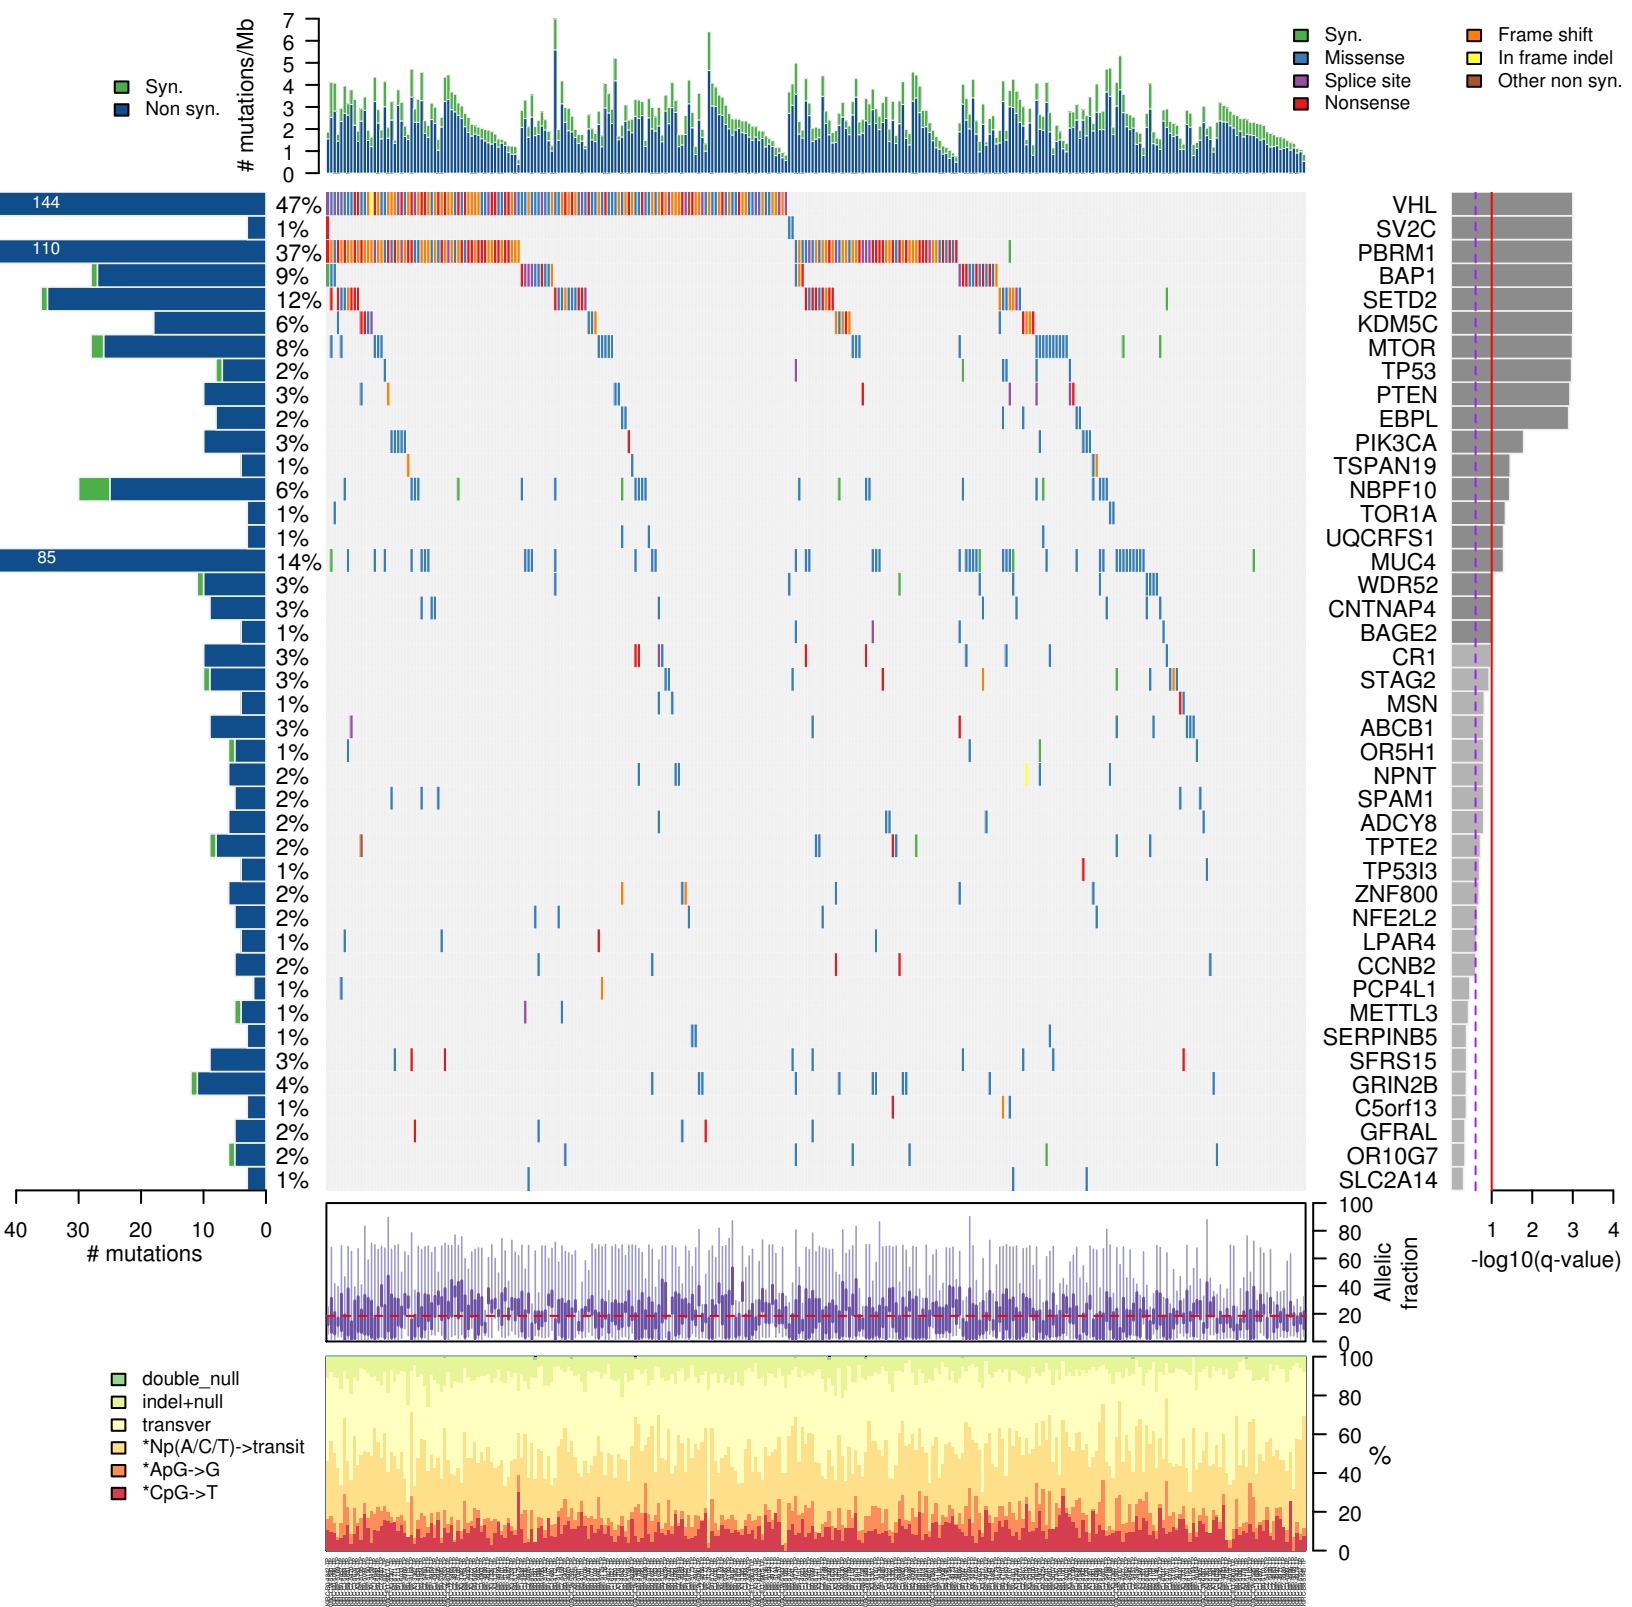 # mutations/Mb
7
6
5
4
3
2
1
0
Syn.
Non syn.
Syn.
Missense
Splice site
Nonsense
Frame shift
In frame indel
Other non syn.
144 47% VHL
1% SV2C
110 37% PBRM1
9% BAP1
12% SETD2
6% KDM5C
8% MTOR
2% TP53
3% PTEN
2% EBPL
3% PIK3CA
1% TSPAN19
6% NBPF10
1% TOR1A
1% UQCRFS1
85 14% MUC4
3% WDR52
3% CNTNAP4
1% BAGE2
3% CR1
3% STAG2
1% MSN
3% ABCB1
1% OR5H1
2% NPNT
2% SPAM1
2% ADCY8
2% TPTE2
1% TP53I3
2% ZNF800
2% NFE2L2
1% LPAR4
2% CCNB2
1% PCP4L1
1% METTL3
1% SERPINB5
3% SFRS15
4% GRIN2B
1% C5orf13
2% GFRAL
2% OR10G7
1% SLC2A14
40 30 20 10 0
# mutations
1 2 3 4
-log10(q-value)
100
80
60
40
20
0
Allelic
fraction
double_null
indel+null
transver
*Np(A/C/T)->transit
*ApG->G
*CpG->T
100
80
60
40
20
0
%